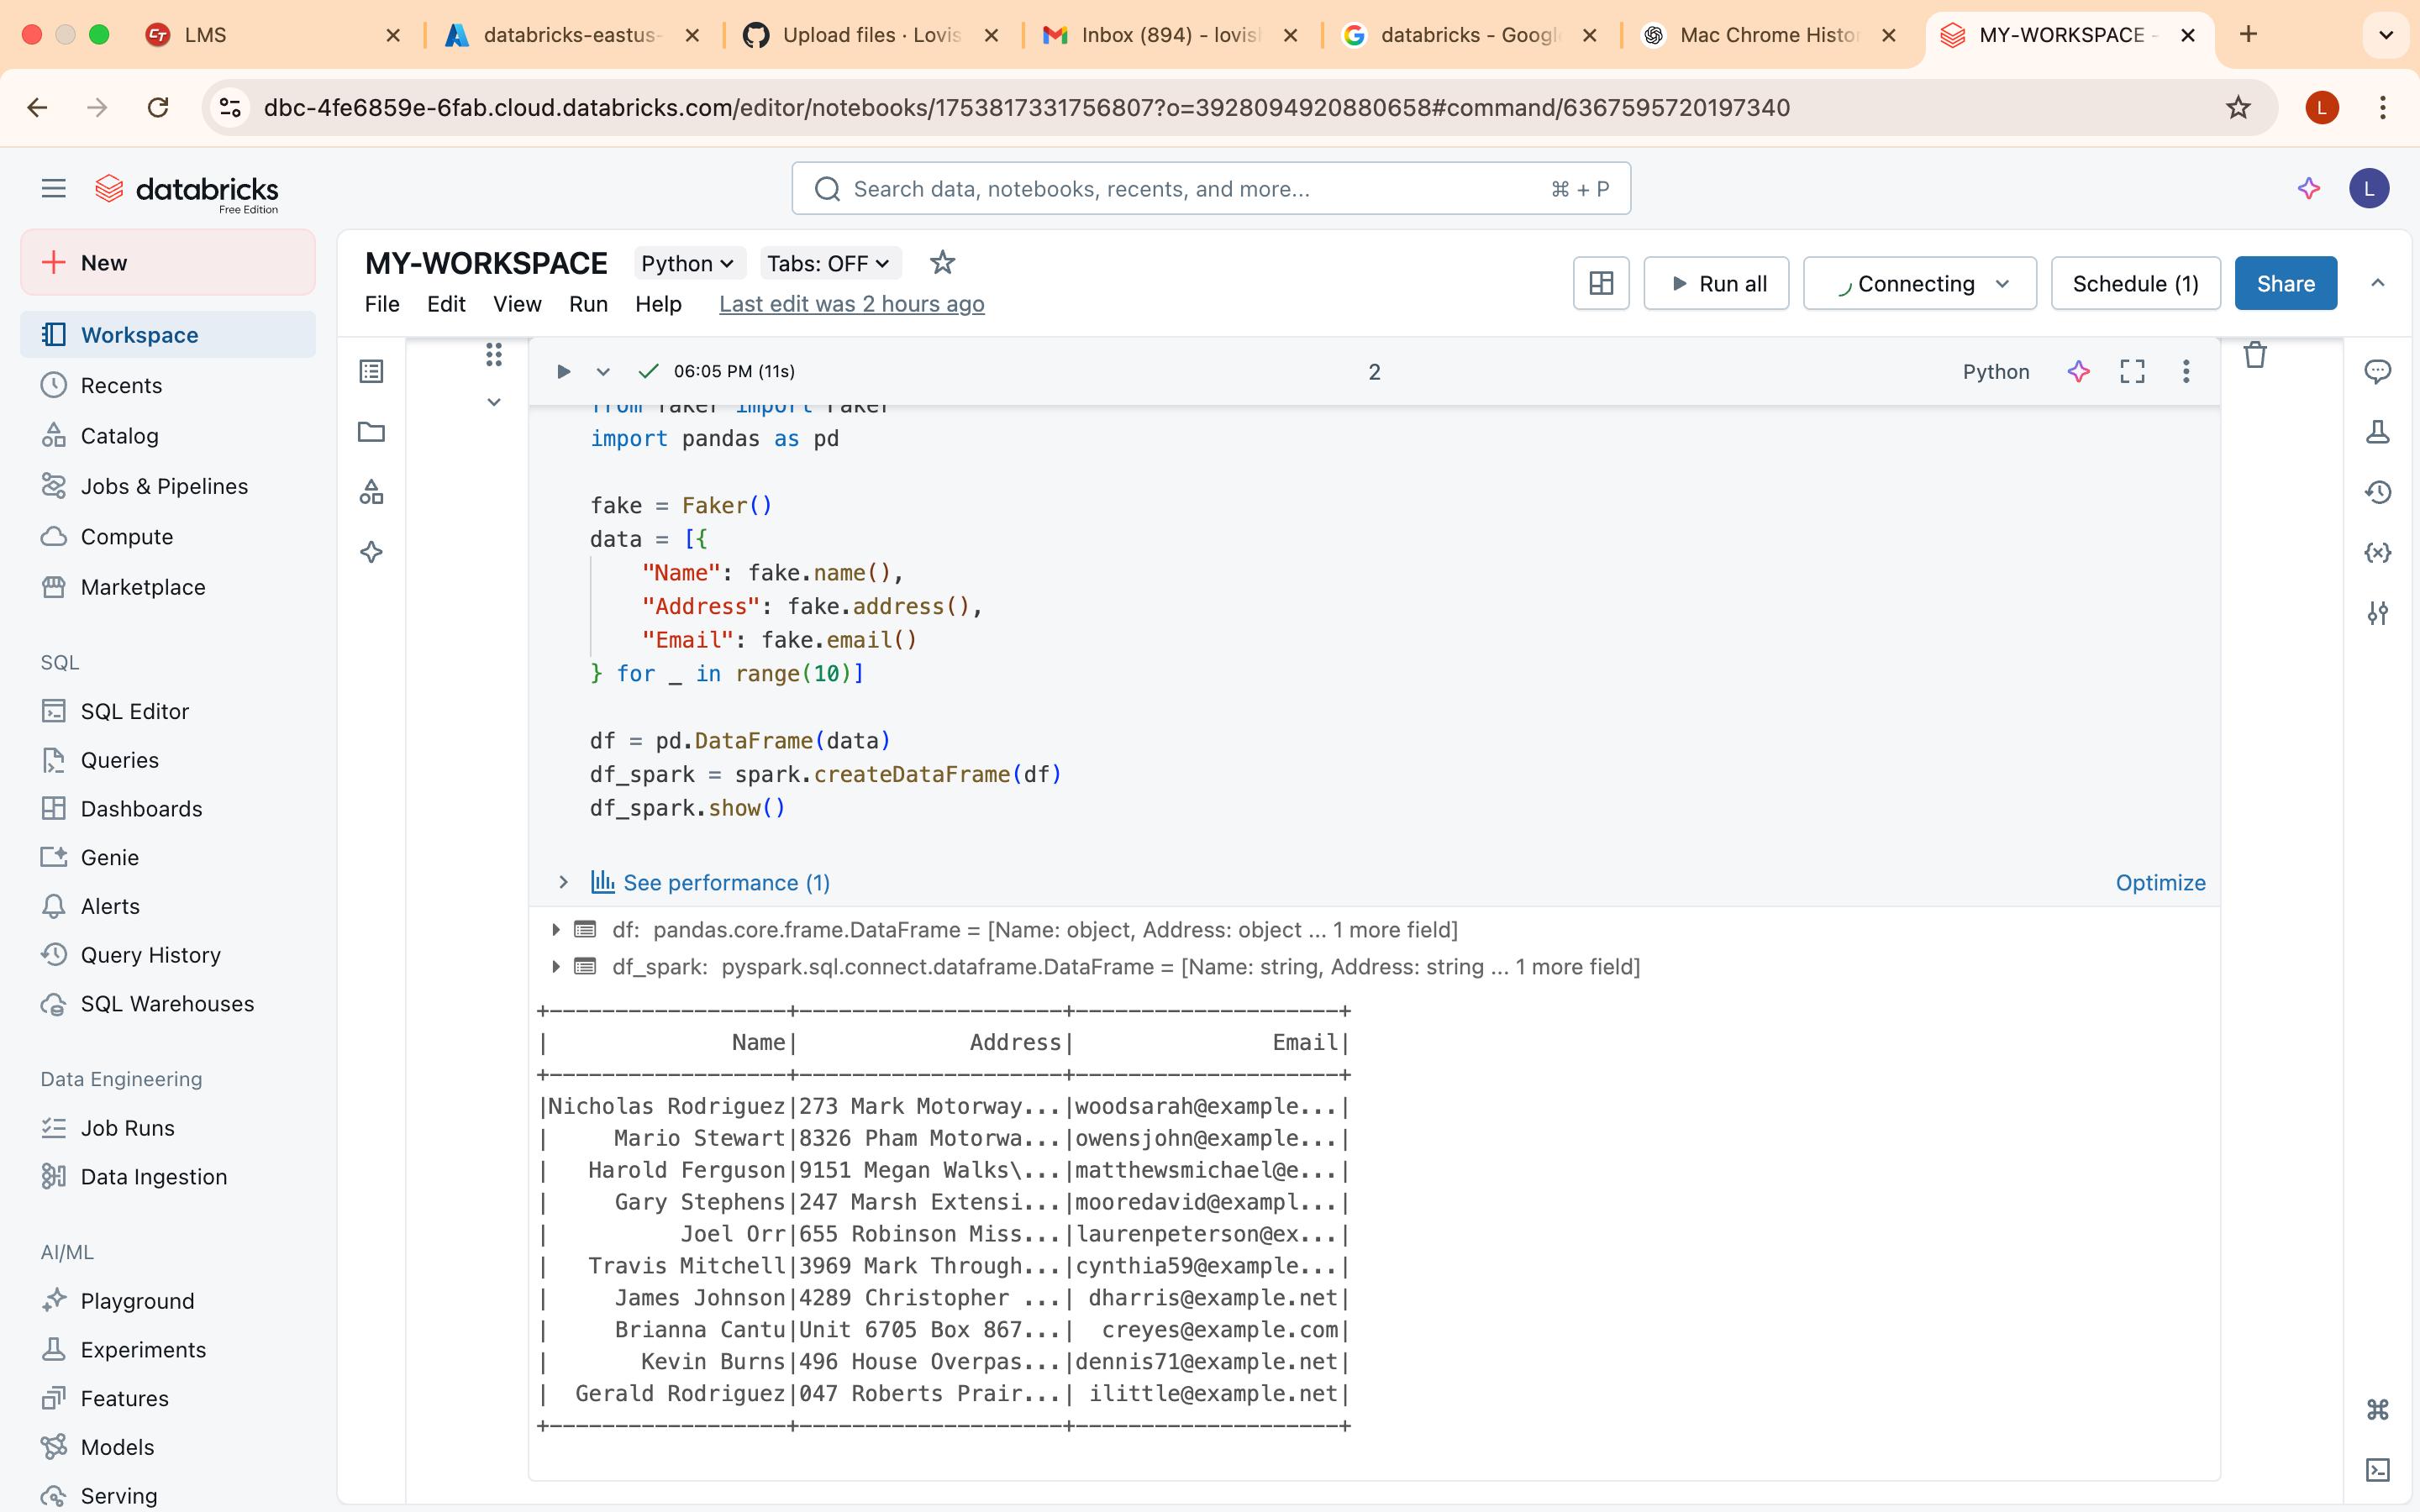 LMS
databricks-eastus-
Upload files · Lovis
Inbox (894) - lovisl
databricks - Googl
Mac Chrome Histor
MY-WORKSPACE -
dbc-4fe6859e-6fab.cloud.databricks.com/editor/notebooks/1753817331756807?o=3928094920880658#command/6367595720197340
L
databricks
Free Edition
Search data, notebooks, recents, and more...
⌘ + P
L
New
Workspace
Recents
Catalog
Jobs & Pipelines
Compute
Marketplace
SQL
SQL Editor
Queries
Dashboards
Genie
Alerts
Query History
SQL Warehouses
Data Engineering
Job Runs
Data Ingestion
AI/ML
Playground
Experiments
Features
Models
Serving
MY-WORKSPACE
Python
Tabs: OFF
File Edit View Run Help Last edit was 2 hours ago
Run all
Connecting
Schedule (1)
Share
06:05 PM (11s)
2
Python
from faker import Faker
import pandas as pd
fake = Faker()
data = [{
"Name": fake.name(),
"Address": fake.address(),
"Email": fake.email()
} for _ in range(10)]
df = pd.DataFrame(data)
df_spark = spark.createDataFrame(df)
df_spark.show()
See performance (1)
Optimize
df: pandas.core.frame.DataFrame = [Name: object, Address: object ... 1 more field]
df_spark: pyspark.sql.connect.dataframe.DataFrame = [Name: string, Address: string ... 1 more field]
+------------------+--------------------+--------------------+
|              Name|             Address|               Email|
+------------------+--------------------+--------------------+
|Nicholas Rodriguez|273 Mark Motorway...|woodsarah@example...|
|     Mario Stewart|8326 Pham Motorwa...|owensjohn@example...|
|   Harold Ferguson|9151 Megan Walks\...|matthewsmichael@e...|
|     Gary Stephens|247 Marsh Extensi...|mooredavid@exampl...|
|          Joel Orr|655 Robinson Miss...|laurenpeterson@ex...|
|   Travis Mitchell|3969 Mark Through...|cynthia59@example...|
|     James Johnson|4289 Christopher ...| dharris@example.net|
|     Brianna Cantu|Unit 6705 Box 867...|  creyes@example.com|
|       Kevin Burns|496 House Overpas...|dennis71@example.net|
|  Gerald Rodriguez|047 Roberts Prair...| ilittle@example.net|
+------------------+--------------------+--------------------+